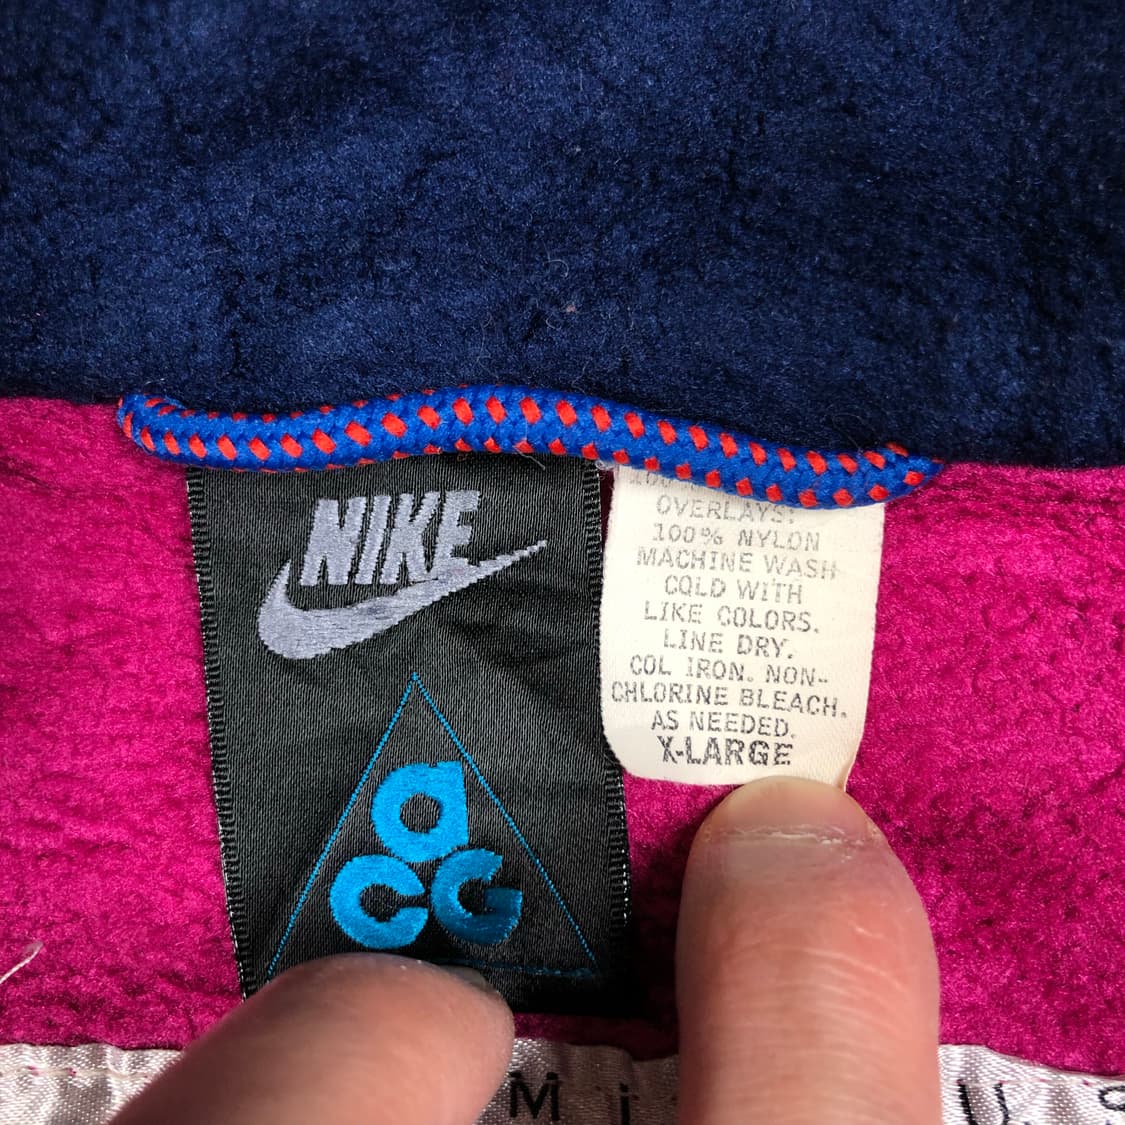 NIKE
a
CG
OVERLAYS:
100% NYLON
MACHINE WASH
COLD WITH
LIKE COLORS.
LINE DRY.
COL IRON. NON-
CHLORINE BLEACH.
AS NEEDED.
X-LARGE